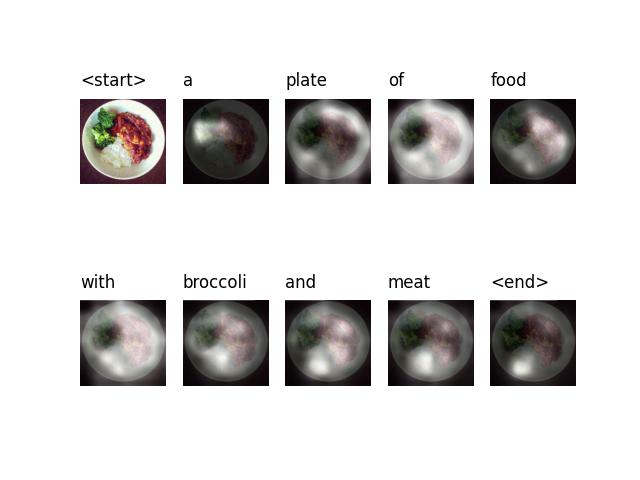 <start> a plate of food
with broccoli and meat <end>